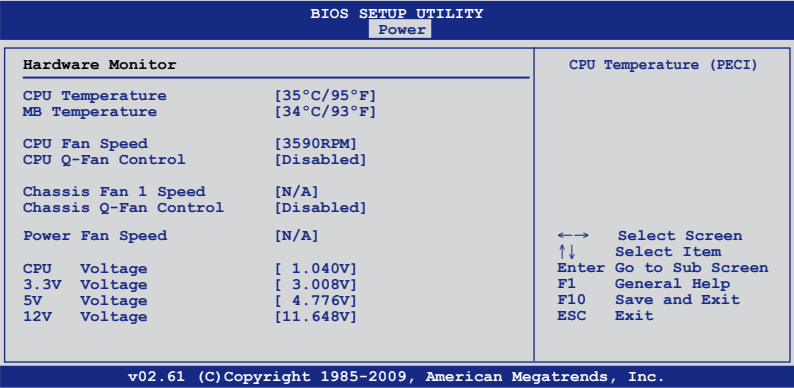 BIOS SETUP UTILITY
Power
Hardware Monitor
CPU Temperature [35°C/95°F]
MB Temperature [34°C/93°F]
CPU Fan Speed [3590RPM]
CPU Q-Fan Control [Disabled]
Chassis Fan 1 Speed [N/A]
Chassis Q-Fan Control [Disabled]
Power Fan Speed [N/A]
CPU Voltage [ 1.040V]
3.3V Voltage [ 3.008V]
5V Voltage [ 4.776V]
12V Voltage [11.648V]
CPU Temperature (PECI)
←→ Select Screen
↑↓ Select Item
Enter Go to Sub Screen
F1 General Help
F10 Save and Exit
ESC Exit
v02.61 (C)Copyright 1985-2009, American Megatrends, Inc.